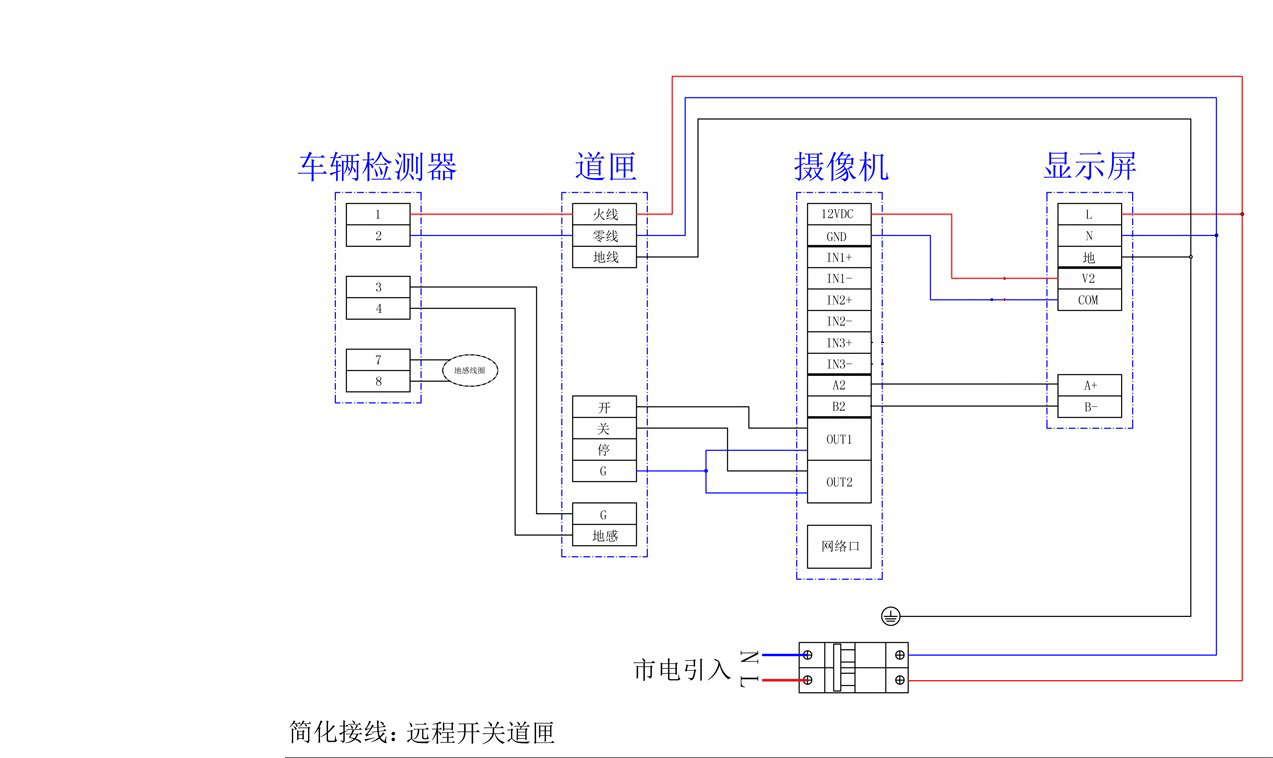 车辆检测器
道匣
摄像机
显示屏
1
2
3
4
7
8
地感线圈
火线
零线
地线
开
关
停
G
G
地感
12VDC
GND
IN1+
IN1-
IN2+
IN2-
IN3+
IN3-
A2
B2
OUT1
OUT2
网络口
L
N
地
V2
COM
A+
B-
市电引入
N
L
简化接线：远程开关道匣